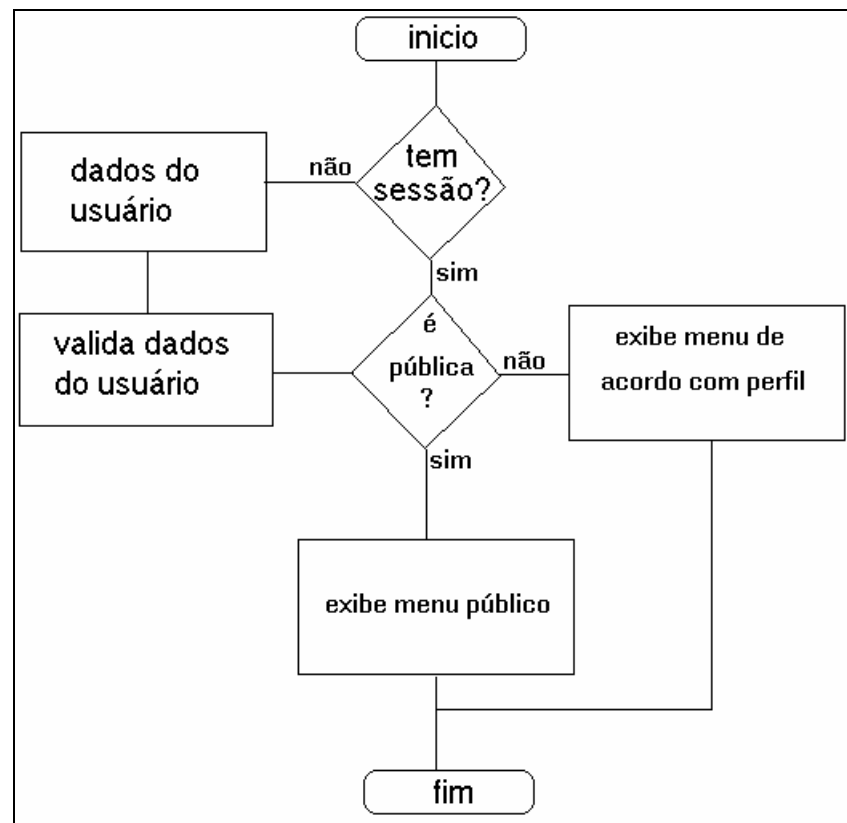 inicio
tem
sessão?
não
dados do
usuário
sim
valida dados
do usuário
é
pública
?
não
exibe menu de
acordo com perfil
sim
exibe menu público
fim